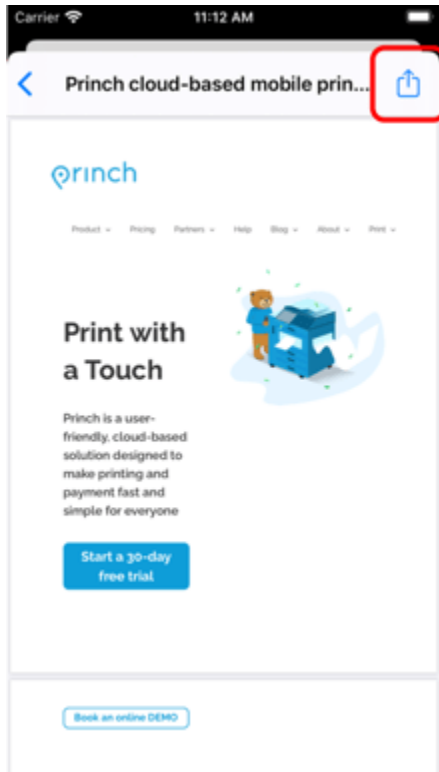 Carrier 11:12 AM
Princh cloud-based mobile prin...
princh
Product Pricing Partners Help Blog About Print
Print with
a Touch
Princh is a user-
friendly, cloud-based
solution designed to
make printing and
payment fast and
simple for everyone
Start a 30-day
free trial
Book an online DEMO